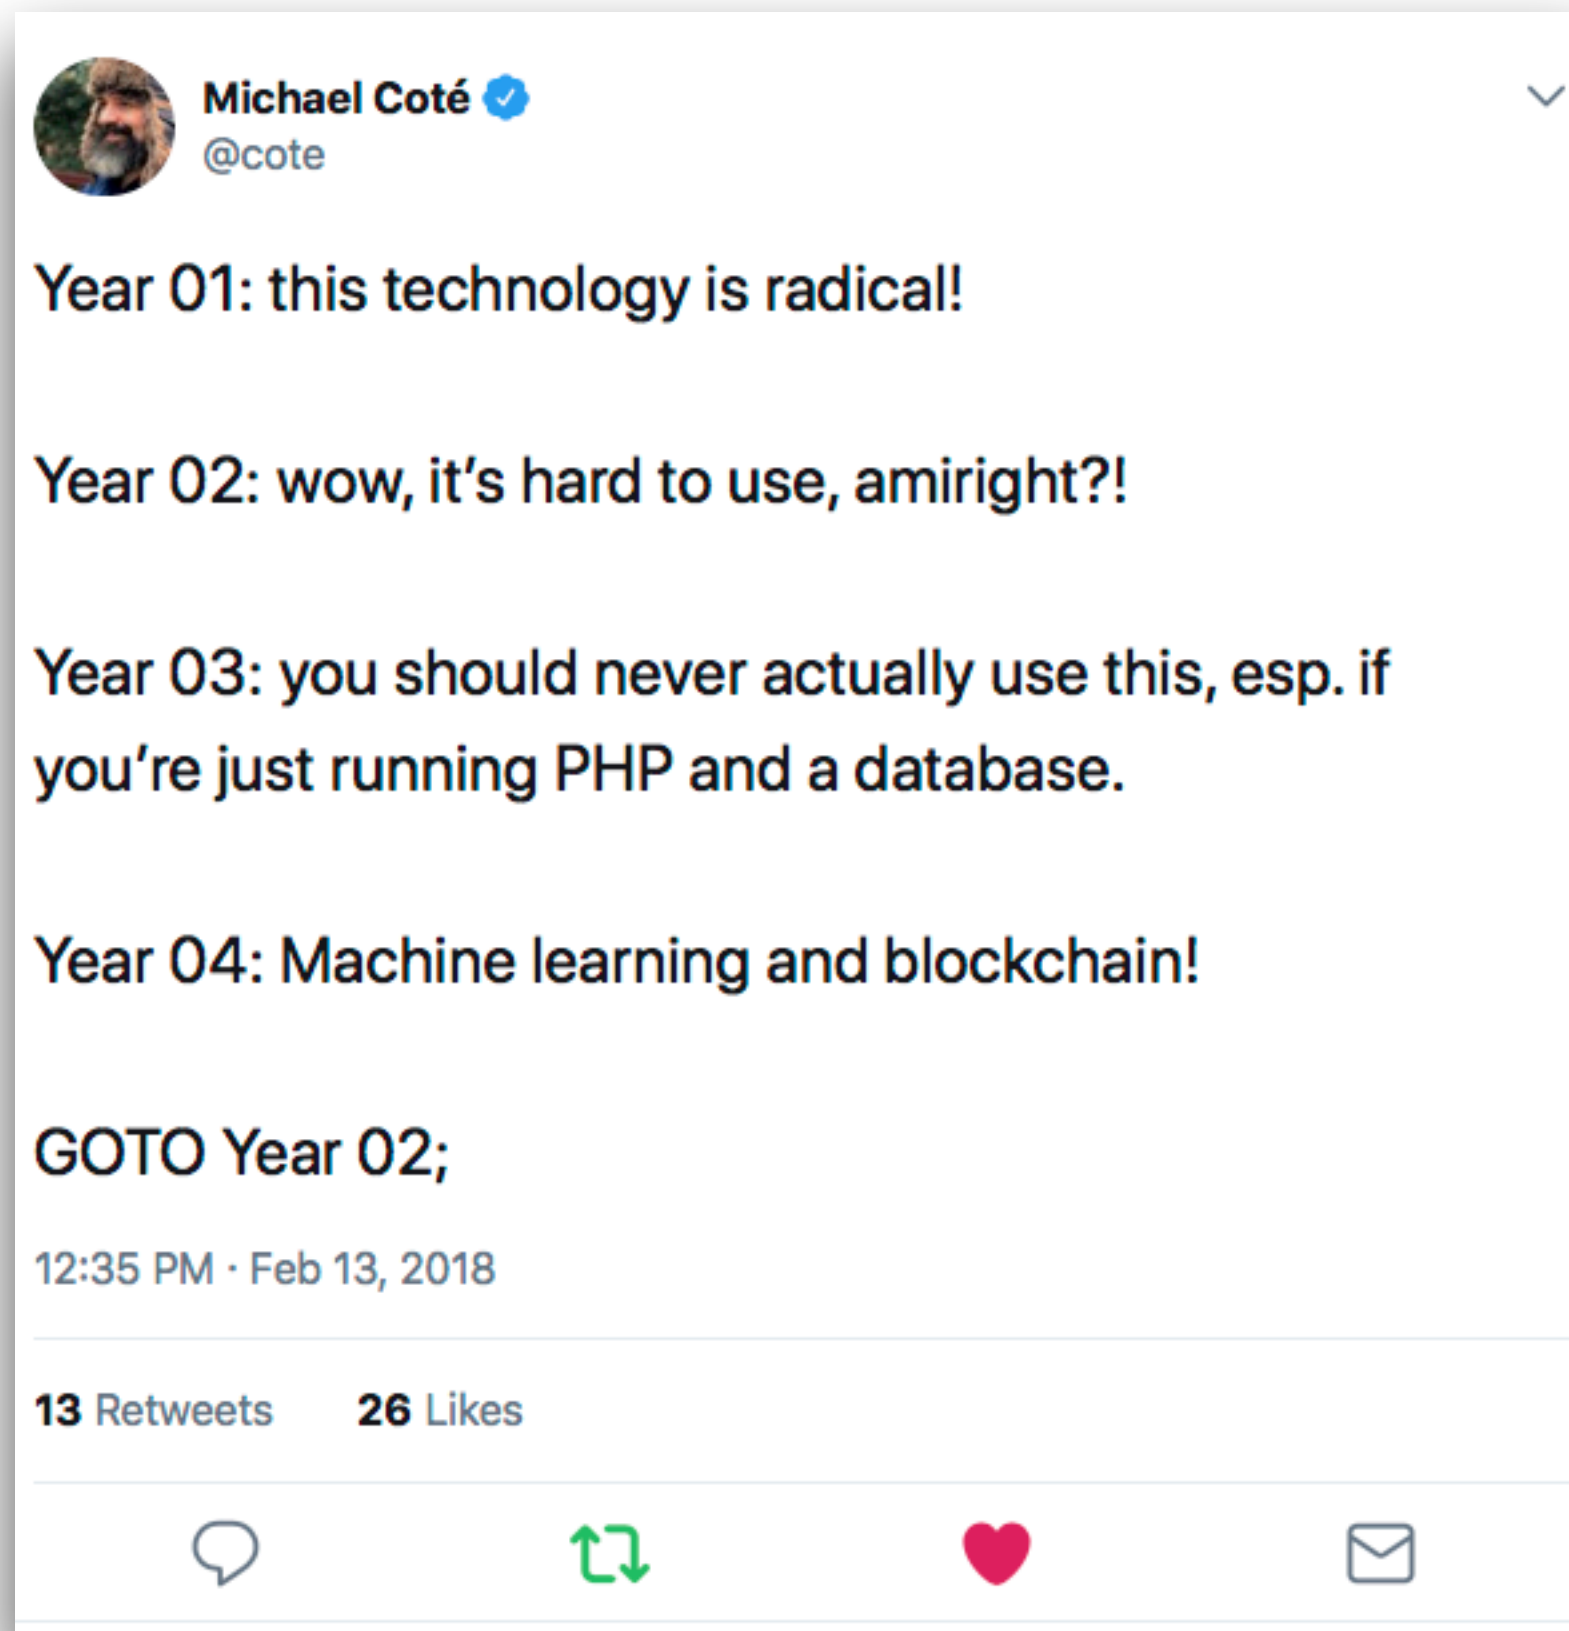 Michael Coté
@cote
Year 01: this technology is radical!
Year 02: wow, it’s hard to use, amiright?!
Year 03: you should never actually use this, esp. if
you’re just running PHP and a database.
Year 04: Machine learning and blockchain!
GOTO Year 02;
12:35 PM · Feb 13, 2018
13 Retweets 26 Likes